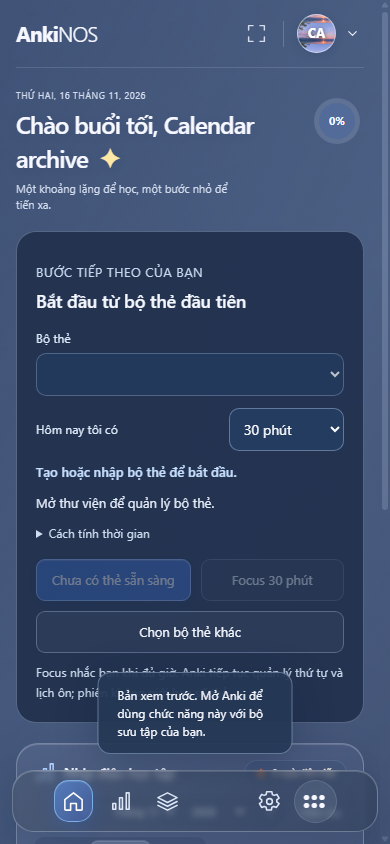 AnkiNOS
CA
THỨ HAI, 16 THÁNG 11, 2026
Chào buổi tối, Calendar
archive
0%
Một khoảng lặng để học, một bước nhỏ để
tiến xa.
BƯỚC TIẾP THEO CỦA BẠN
Bắt đầu từ bộ thẻ đầu tiên
Bộ thẻ
Hôm nay tôi có
30 phút
Tạo hoặc nhập bộ thẻ để bắt đầu.
Mở thư viện để quản lý bộ thẻ.
Cách tính thời gian
Chưa có thẻ sẵn sàng
Focus 30 phút
Chọn bộ thẻ khác
Focus nhắc bạn khi đủ giờ. Anki tiếp tục quản lý thứ tự và
lịch ôn; phiên
Bản xem trước. Mở Anki để
dùng chức năng này với bộ
sưu tập của bạn.